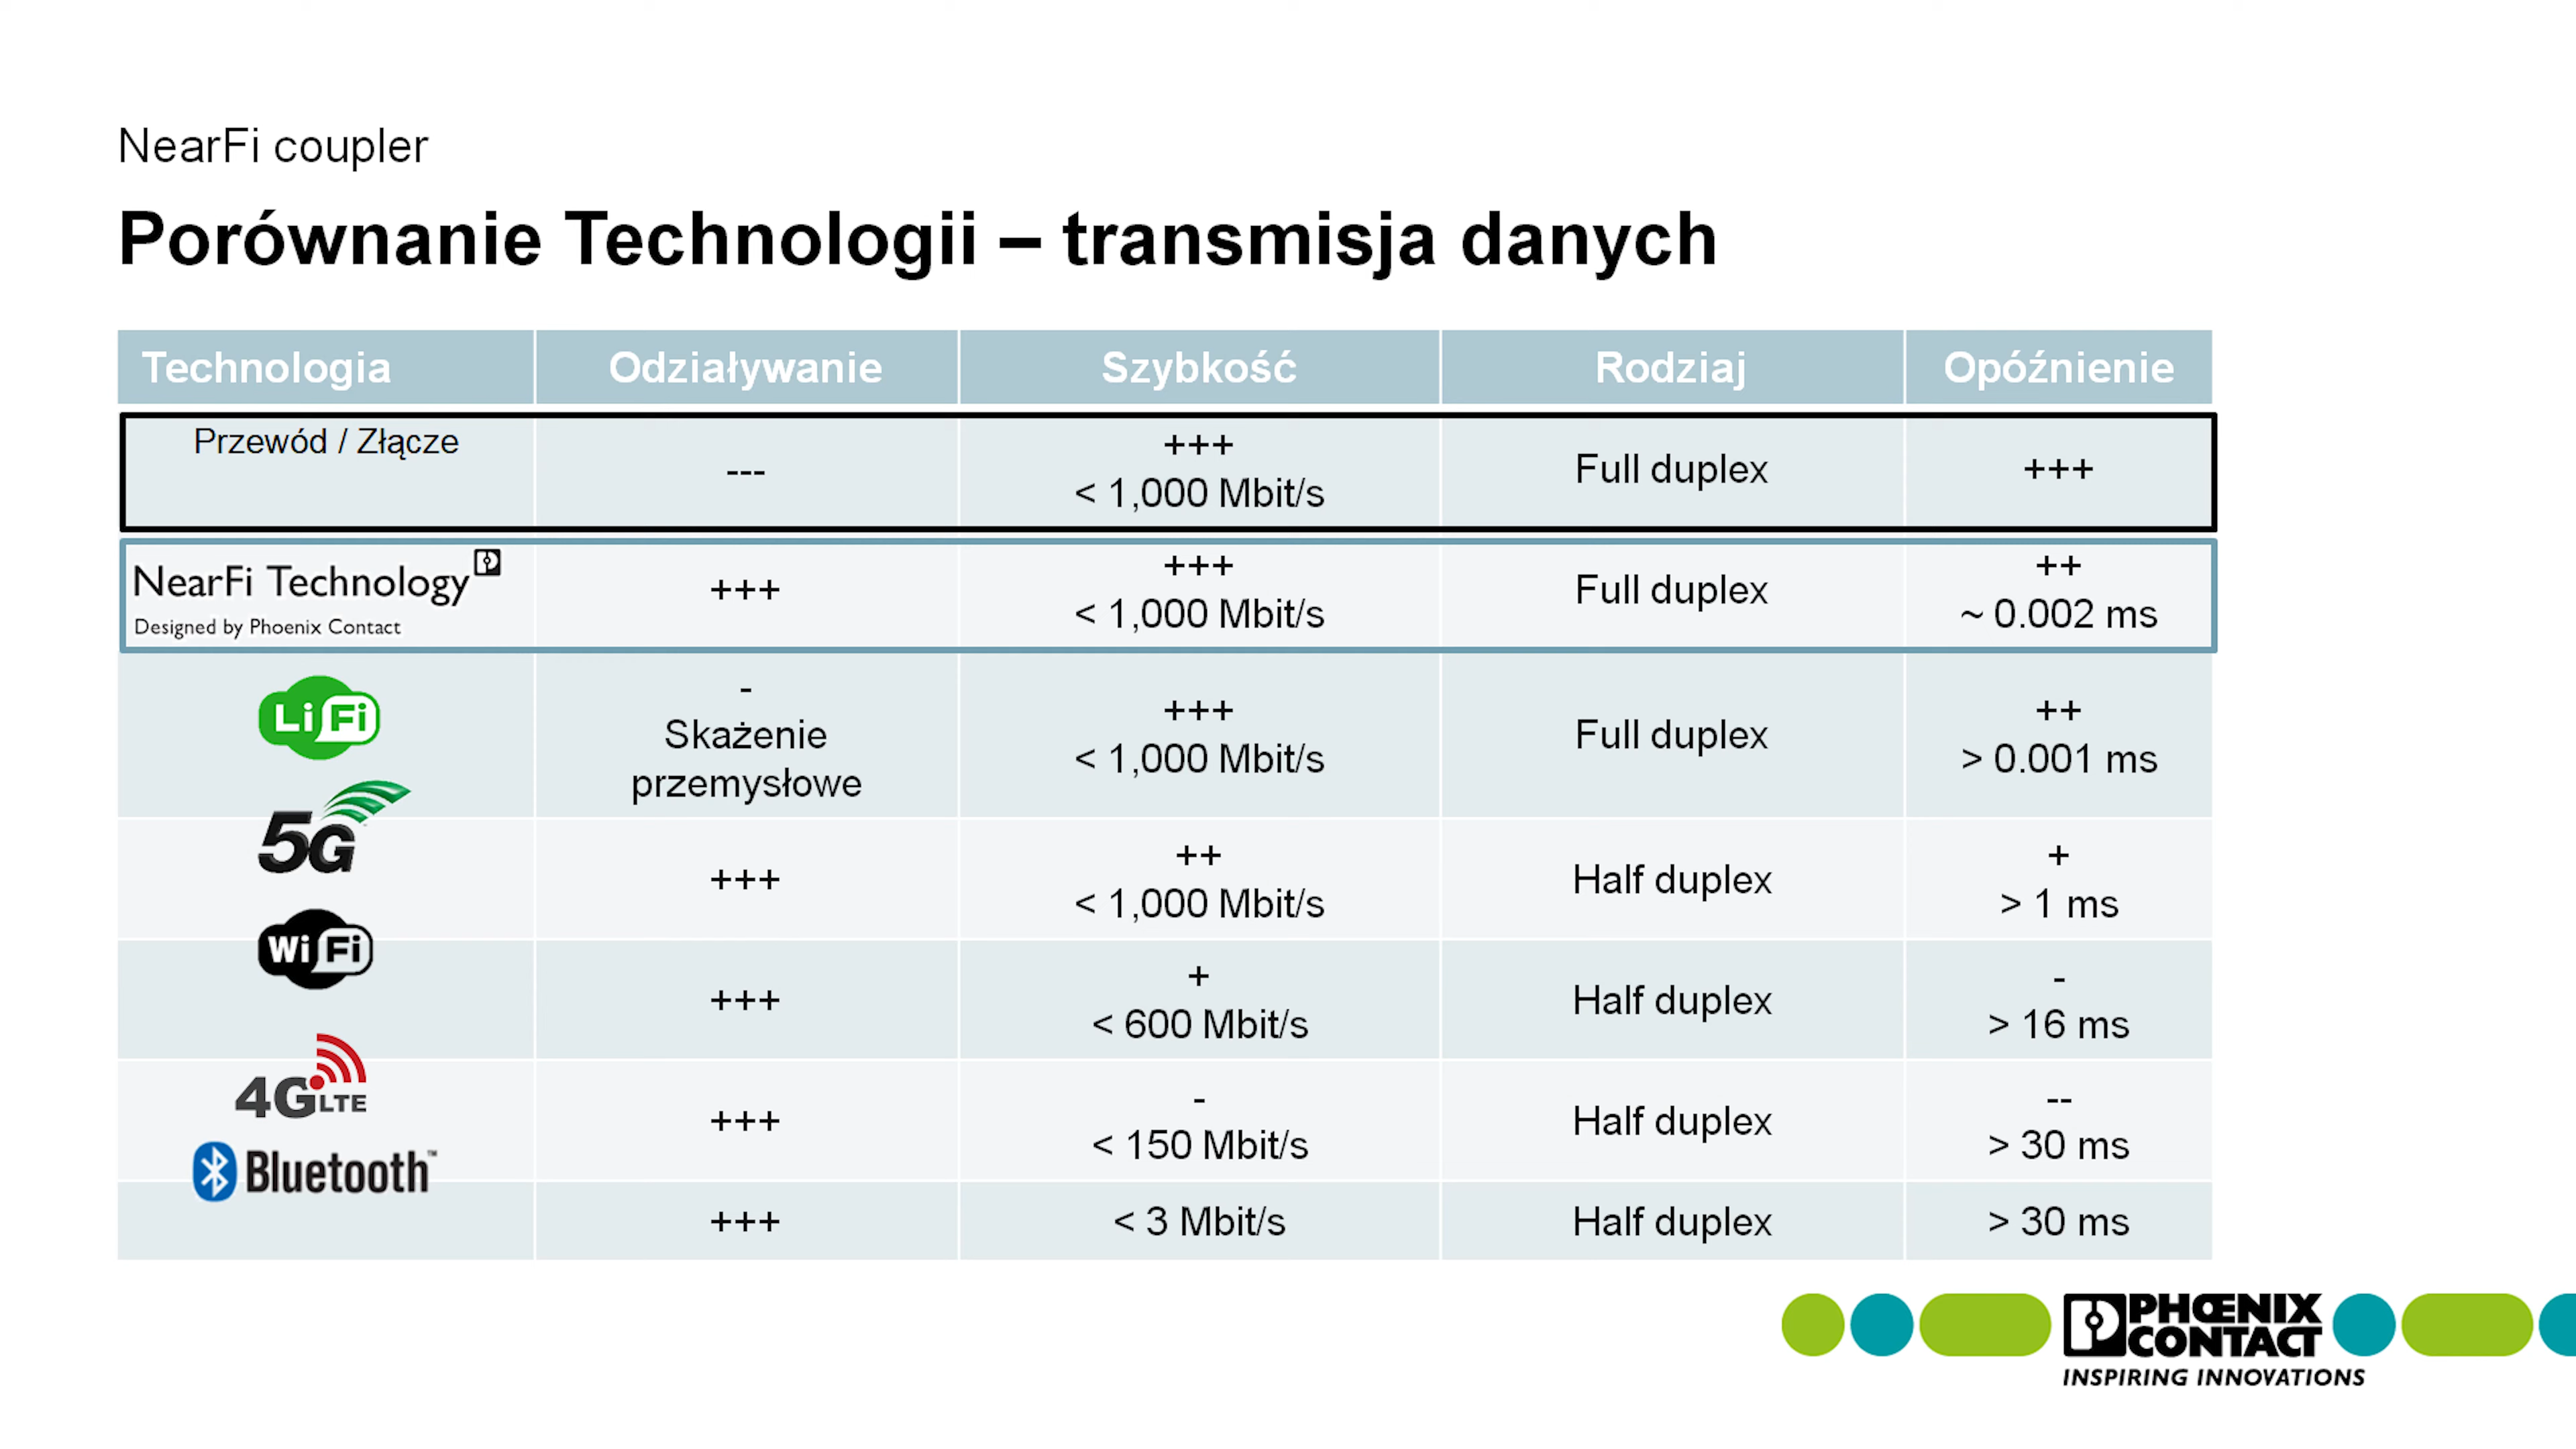 NearFi coupler
Porównanie Technologii – transmisja danych
Technologia Odziaływanie Szybkość Rodziaj Opóźnienie
Przewód / Złącze
---
+++
< 1,000 Mbit/s
Full duplex
+++
NearFi Technology
Designed by Phoenix Contact
+++
+++
< 1,000 Mbit/s
Full duplex
++
~ 0.002 ms
LiFi
-
Skażenie
przemysłowe
+++
< 1,000 Mbit/s
Full duplex
++
> 0.001 ms
5G
+++
++
< 1,000 Mbit/s
Half duplex
+
> 1 ms
WiFi
+++
+
< 600 Mbit/s
Half duplex
-
> 16 ms
4G LTE
+++
-
< 150 Mbit/s
Half duplex
--
> 30 ms
Bluetooth™
+++
< 3 Mbit/s
Half duplex
> 30 ms
PHŒNIX
CONTACT
INSPIRING INNOVATIONS